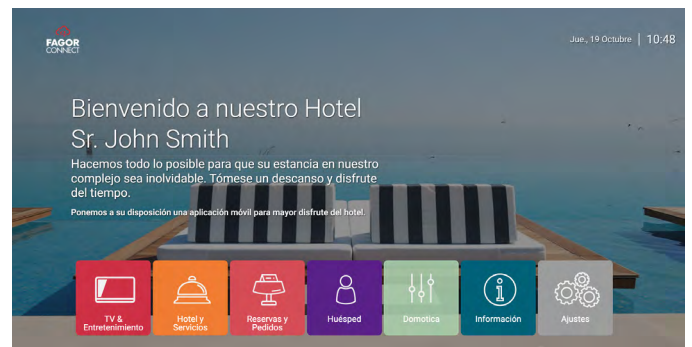 FAGOR
CONNECT
Jue., 19 Octubre | 10:48
Bienvenido a nuestro Hotel
Sr. John Smith
Hacemos todo lo posible para que su estancia en nuestro
complejo sea inolvidable. Tómese un descanso y disfrute
del tiempo.
Ponemos a su disposición una aplicación móvil para mayor disfrute del hotel.
TV &
Entretenimiento
Hotel y
Servicios
Reservas y
Pedidos
Huésped
Domotica
Información
Ajustes